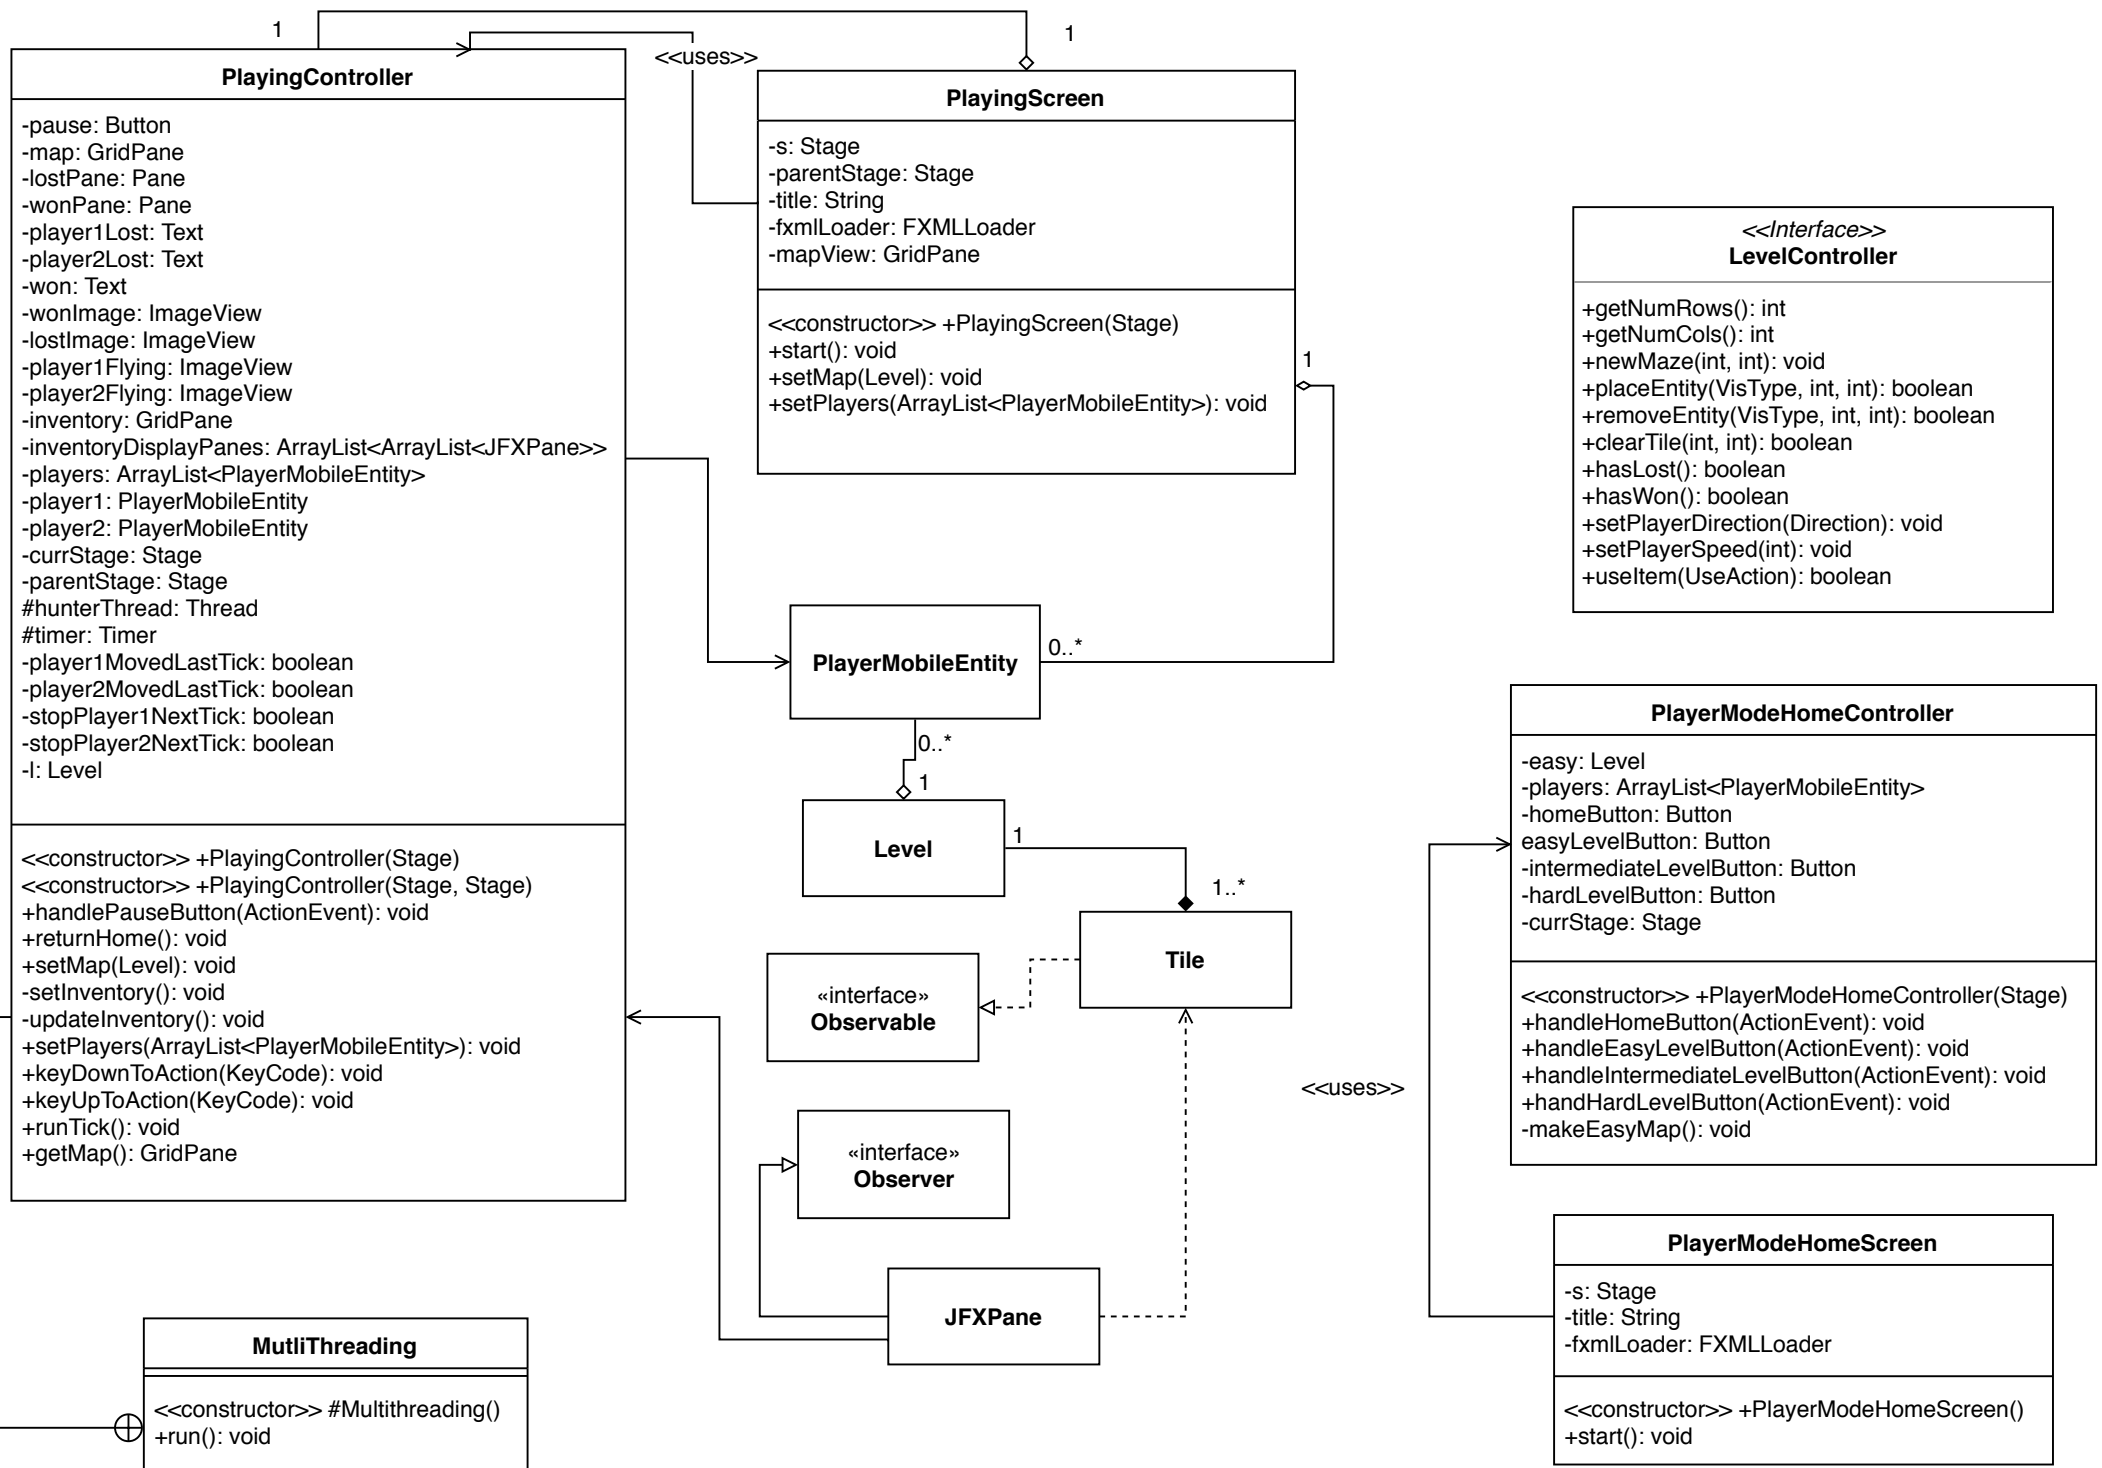 1
1
<<uses>>
PlayingController
-pause: Button
-map: GridPane
-lostPane: Pane
-wonPane: Pane
-player1Lost: Text
-player2Lost: Text
-won: Text
-wonImage: ImageView
-lostImage: ImageView
-player1Flying: ImageView
-player2Flying: ImageView
-inventory: GridPane
-inventoryDisplayPanes: ArrayList<ArrayList<JFXPane>>
-players: ArrayList<PlayerMobileEntity>
-player1: PlayerMobileEntity
-player2: PlayerMobileEntity
-currStage: Stage
-parentStage: Stage
#hunterThread: Thread
#timer: Timer
-player1MovedLastTick: boolean
-player2MovedLastTick: boolean
-stopPlayer1NextTick: boolean
-stopPlayer2NextTick: boolean
-l: Level
<<constructor>> +PlayingController(Stage)
<<constructor>> +PlayingController(Stage, Stage)
+handlePauseButton(ActionEvent): void
+returnHome(): void
+setMap(Level): void
-setInventory(): void
-updateInventory(): void
+setPlayers(ArrayList<PlayerMobileEntity>): void
+keyDownToAction(KeyCode): void
+keyUpToAction(KeyCode): void
+runTick(): void
+getMap(): GridPane
PlayingScreen
-s: Stage
-parentStage: Stage
-title: String
-fxmlLoader: FXMLLoader
-mapView: GridPane
<<constructor>> +PlayingScreen(Stage)
+start(): void
+setMap(Level): void
+setPlayers(ArrayList<PlayerMobileEntity>): void
1
<<Interface>>
LevelController
+getNumRows(): int
+getNumCols(): int
+newMaze(int, int): void
+placeEntity(VisType, int, int): boolean
+removeEntity(VisType, int, int): boolean
+clearTile(int, int): boolean
+hasLost(): boolean
+hasWon(): boolean
+setPlayerDirection(Direction): void
+setPlayerSpeed(int): void
+useItem(UseAction): boolean
PlayerMobileEntity
0..*
0..*
1
Level
1
1..*
Tile
«interface»
Observable
«interface»
Observer
JFXPane
<<uses>>
PlayerModeHomeController
-easy: Level
-players: ArrayList<PlayerMobileEntity>
-homeButton: Button
easyLevelButton: Button
-intermediateLevelButton: Button
-hardLevelButton: Button
-currStage: Stage
<<constructor>> +PlayerModeHomeController(Stage)
+handleHomeButton(ActionEvent): void
+handleEasyLevelButton(ActionEvent): void
+handleIntermediateLevelButton(ActionEvent): void
+handHardLevelButton(ActionEvent): void
-makeEasyMap(): void
PlayerModeHomeScreen
-s: Stage
-title: String
-fxmlLoader: FXMLLoader
<<constructor>> +PlayerModeHomeScreen()
+start(): void
MutliThreading
<<constructor>> #Multithreading()
+run(): void